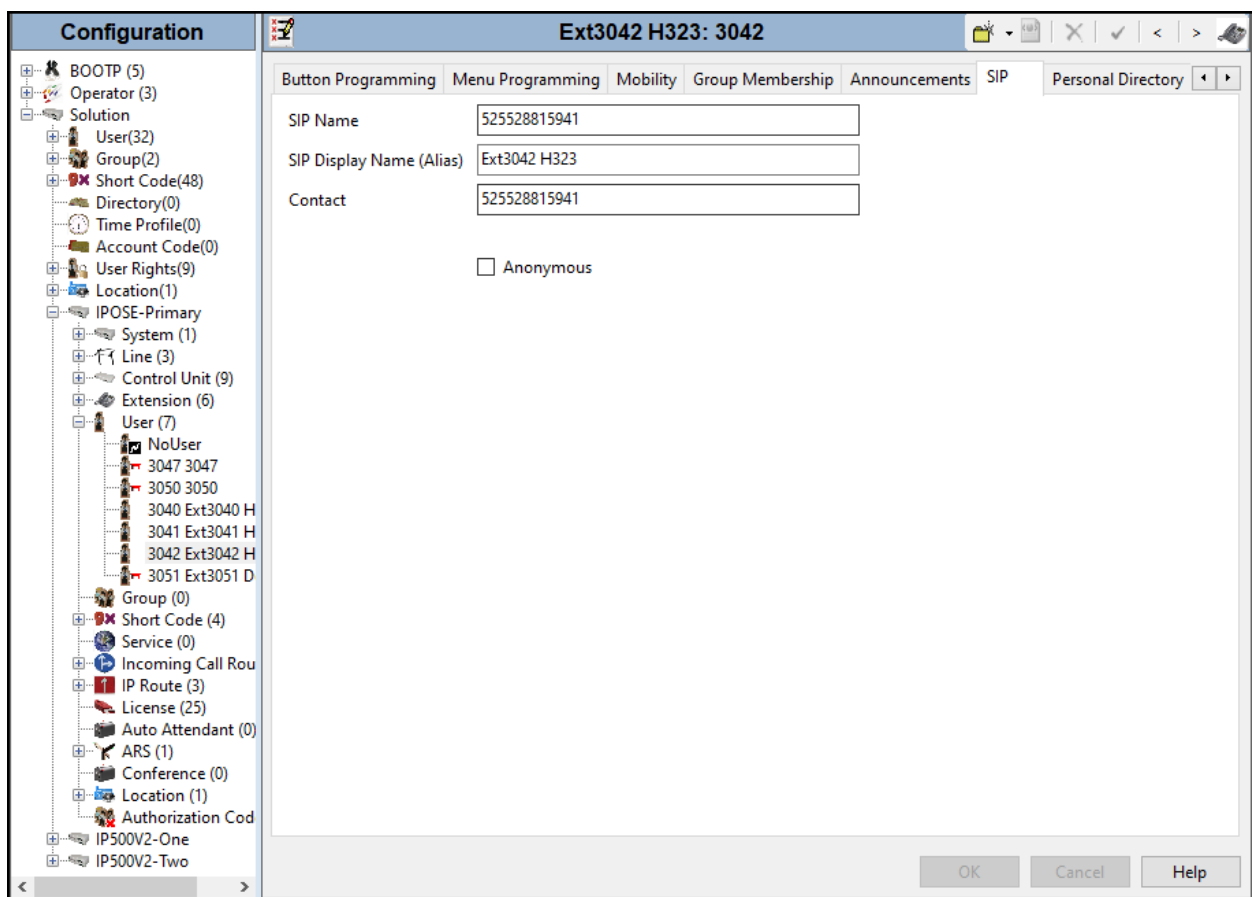 Configuration
BOOTP (5)
Operator (3)
Solution
User(32)
Group(2)
Short Code(48)
Directory(0)
Time Profile(0)
Account Code(0)
User Rights(9)
Location(1)
IPOSE-Primary
System (1)
Line (3)
Control Unit (9)
Extension (6)
User (7)
NoUser
3047 3047
3050 3050
3040 Ext3040 H
3041 Ext3041 H
3042 Ext3042 H
3051 Ext3051 D
Group (0)
Short Code (4)
Service (0)
Incoming Call Rou
IP Route (3)
License (25)
Auto Attendant (0)
ARS (1)
Conference (0)
Location (1)
Authorization Cod
IP500V2-One
IP500V2-Two
Ext3042 H323: 3042
Button Programming Menu Programming Mobility Group Membership Announcements SIP Personal Directory
SIP Name 525528815941
SIP Display Name (Alias) Ext3042 H323
Contact 525528815941
Anonymous
OK Cancel Help